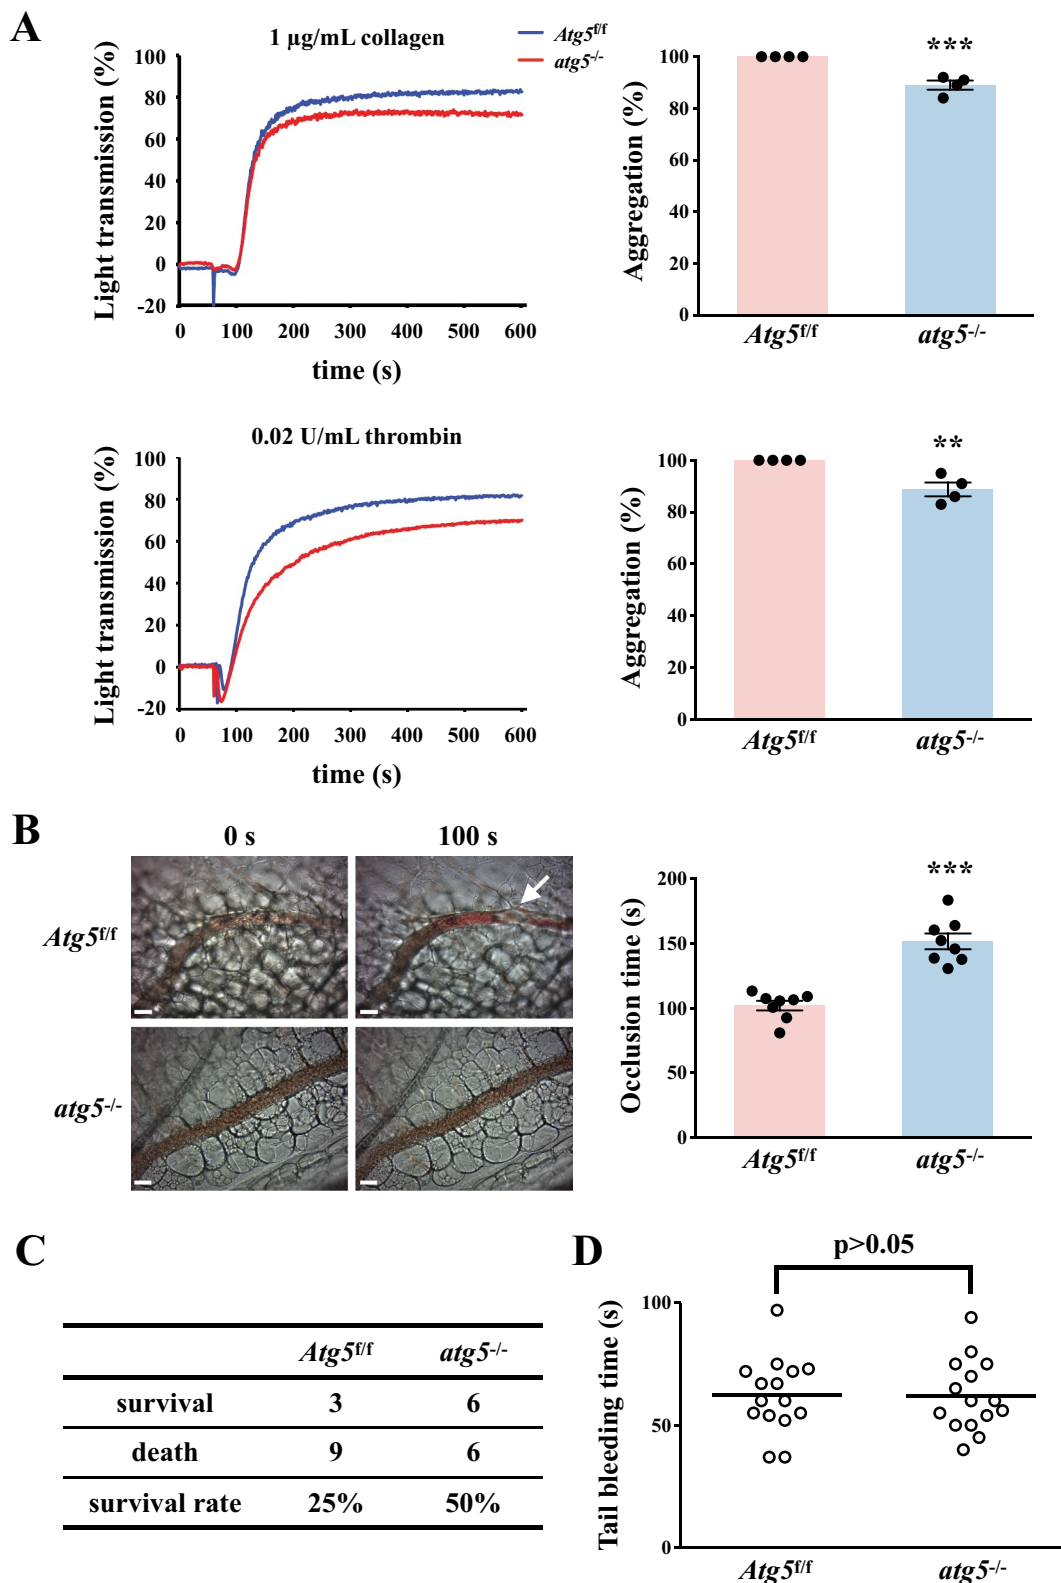 A
1 µg/mL collagen
Atg5f/f
atg5-/-
Light transmission (%)
100
80
60
40
20
0
-20
0 100 200 300 400 500 600
time (s)
Aggregation (%)
100
80
60
40
20
0
***
Atg5f/f atg5-/-
0.02 U/mL thrombin
Light transmission (%)
100
80
60
40
20
0
-20
0 100 200 300 400 500 600
time (s)
Aggregation (%)
100
80
60
40
20
0
**
Atg5f/f atg5-/-
B
0 s 100 s
Atg5f/f
atg5-/-
Occlusion time (s)
200
150
100
50
0
***
Atg5f/f atg5-/-
C
Atg5f/f atg5-/-
survival 3 6
death 9 6
survival rate 25% 50%
D
p>0.05
Tail bleeding time (s)
100
50
0
Atg5f/f atg5-/-